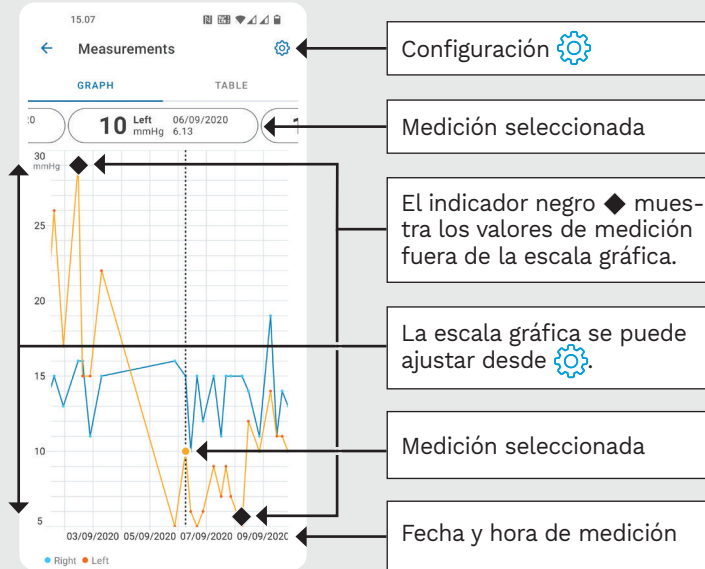 15.07
Measurements
GRAPH TABLE
20 10 Left mmHg 06/09/2020 6.13 1
30
mmHg
25
20
15
10
5
03/09/2020 05/09/2020 07/09/2020 09/09/2020
Right Left
Configuración
Medición seleccionada
El indicador negro ◆ mues-
tra los valores de medición
fuera de la escala gráfica.
La escala gráfica se puede
ajustar desde .
Medición seleccionada
Fecha y hora de medición